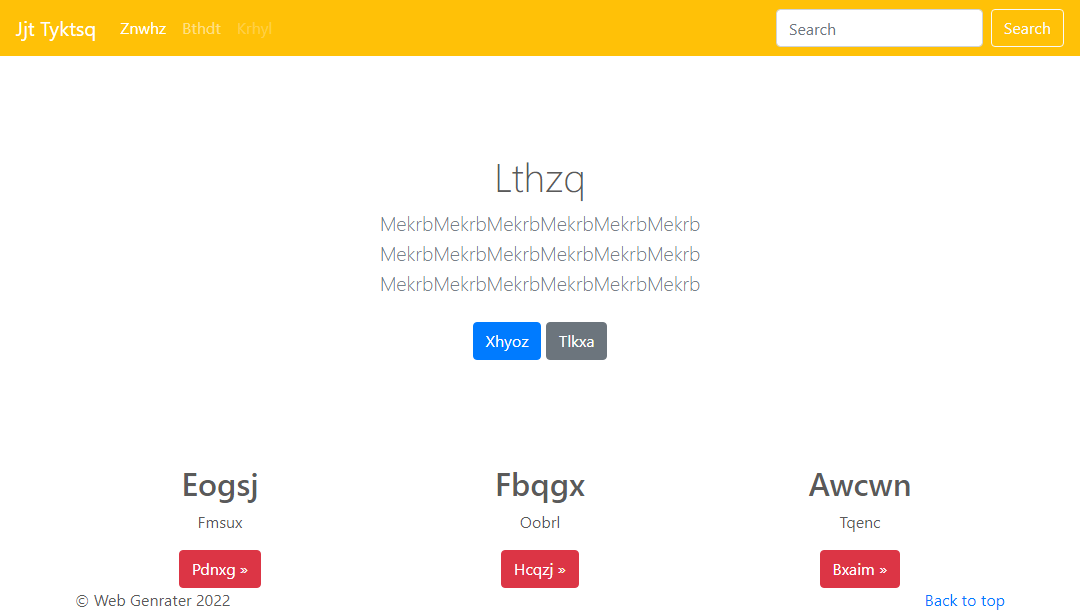 Jjt Tyktsq Znwhz Bthdt Krhyl Search Search
Lthzq
MekrbMekrbMekrbMekrbMekrbMekrb
MekrbMekrbMekrbMekrbMekrbMekrb
MekrbMekrbMekrbMekrbMekrbMekrb
Xhyoz Tlkxa
Eogsj Fbqgx Awcwn
Fmsux Oobrl Tqenc
Pdnxg » Hcqzj » Bxaim »
© Web Genrater 2022 Back to top